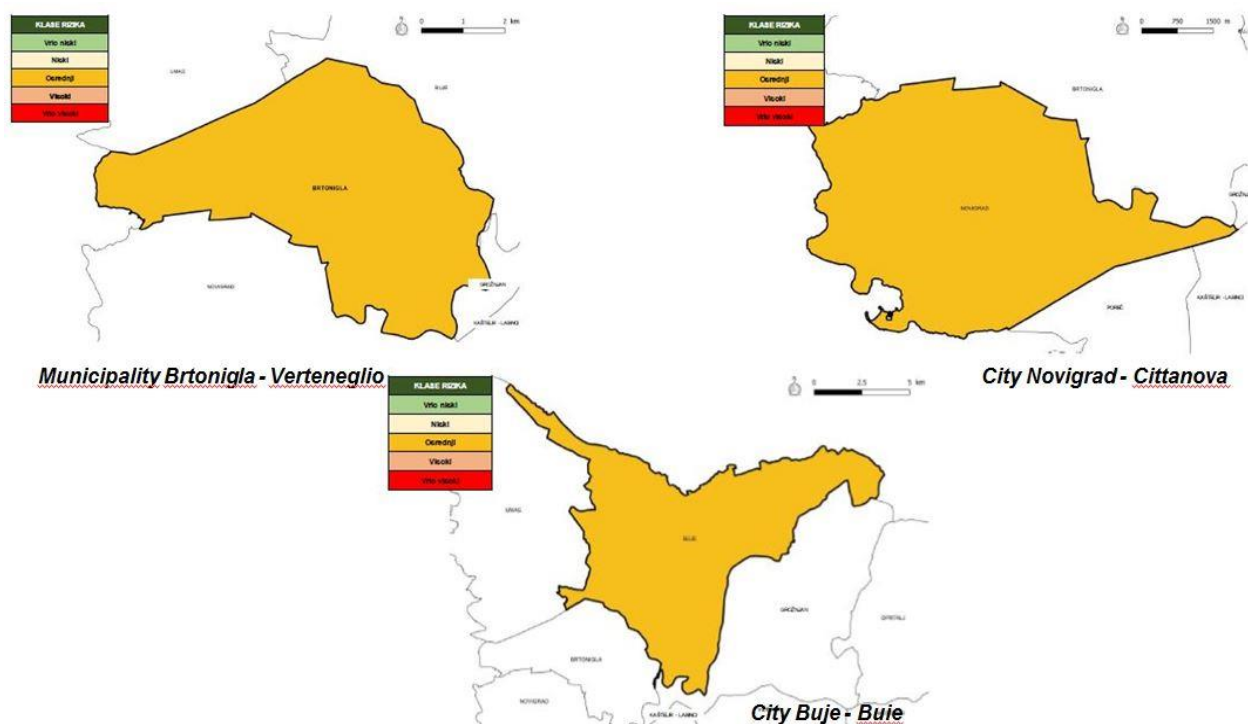 KLASE RIZIKA
Vrlo niski
Niski
Osrednji
Visoki
Vrlo visoki
N
0 1 2 km
UMAG
BUJE
BRTONIGLA
NOVIGRAD
GROŽNJAN
KAŠTELIR - LABINCI
Municipality Brtonigla - Verteneglio
KLASE RIZIKA
Vrlo niski
Niski
Osrednji
Visoki
Vrlo visoki
N
0 750 1500 m
BRTONIGLA
NOVIGRAD
POREČ
KAŠTELIR - LABINCI
City Novigrad - Cittanova
KLASE RIZIKA
Vrlo niski
Niski
Osrednji
Visoki
Vrlo visoki
0 2.5 5 km
UMAG
BUJE
GROŽNJAN
OPRTALJ
BRTONIGLA
NOVIGRAD
KAŠTELIR - LABINCI
City Buje - Buie